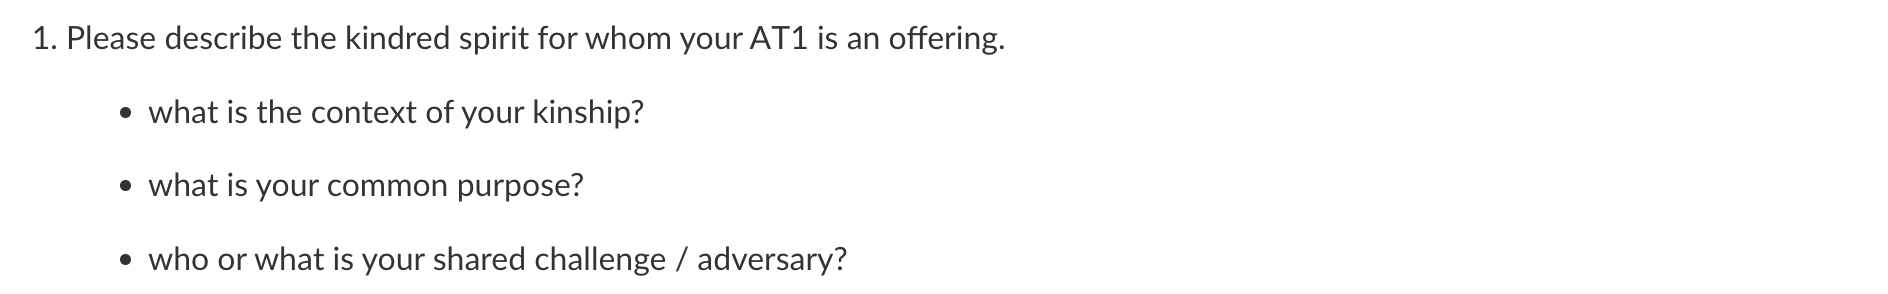 1. Please describe the kindred spirit for whom your AT1 is an offering.
• what is the context of your kinship?
• what is your common purpose?
• who or what is your shared challenge / adversary?